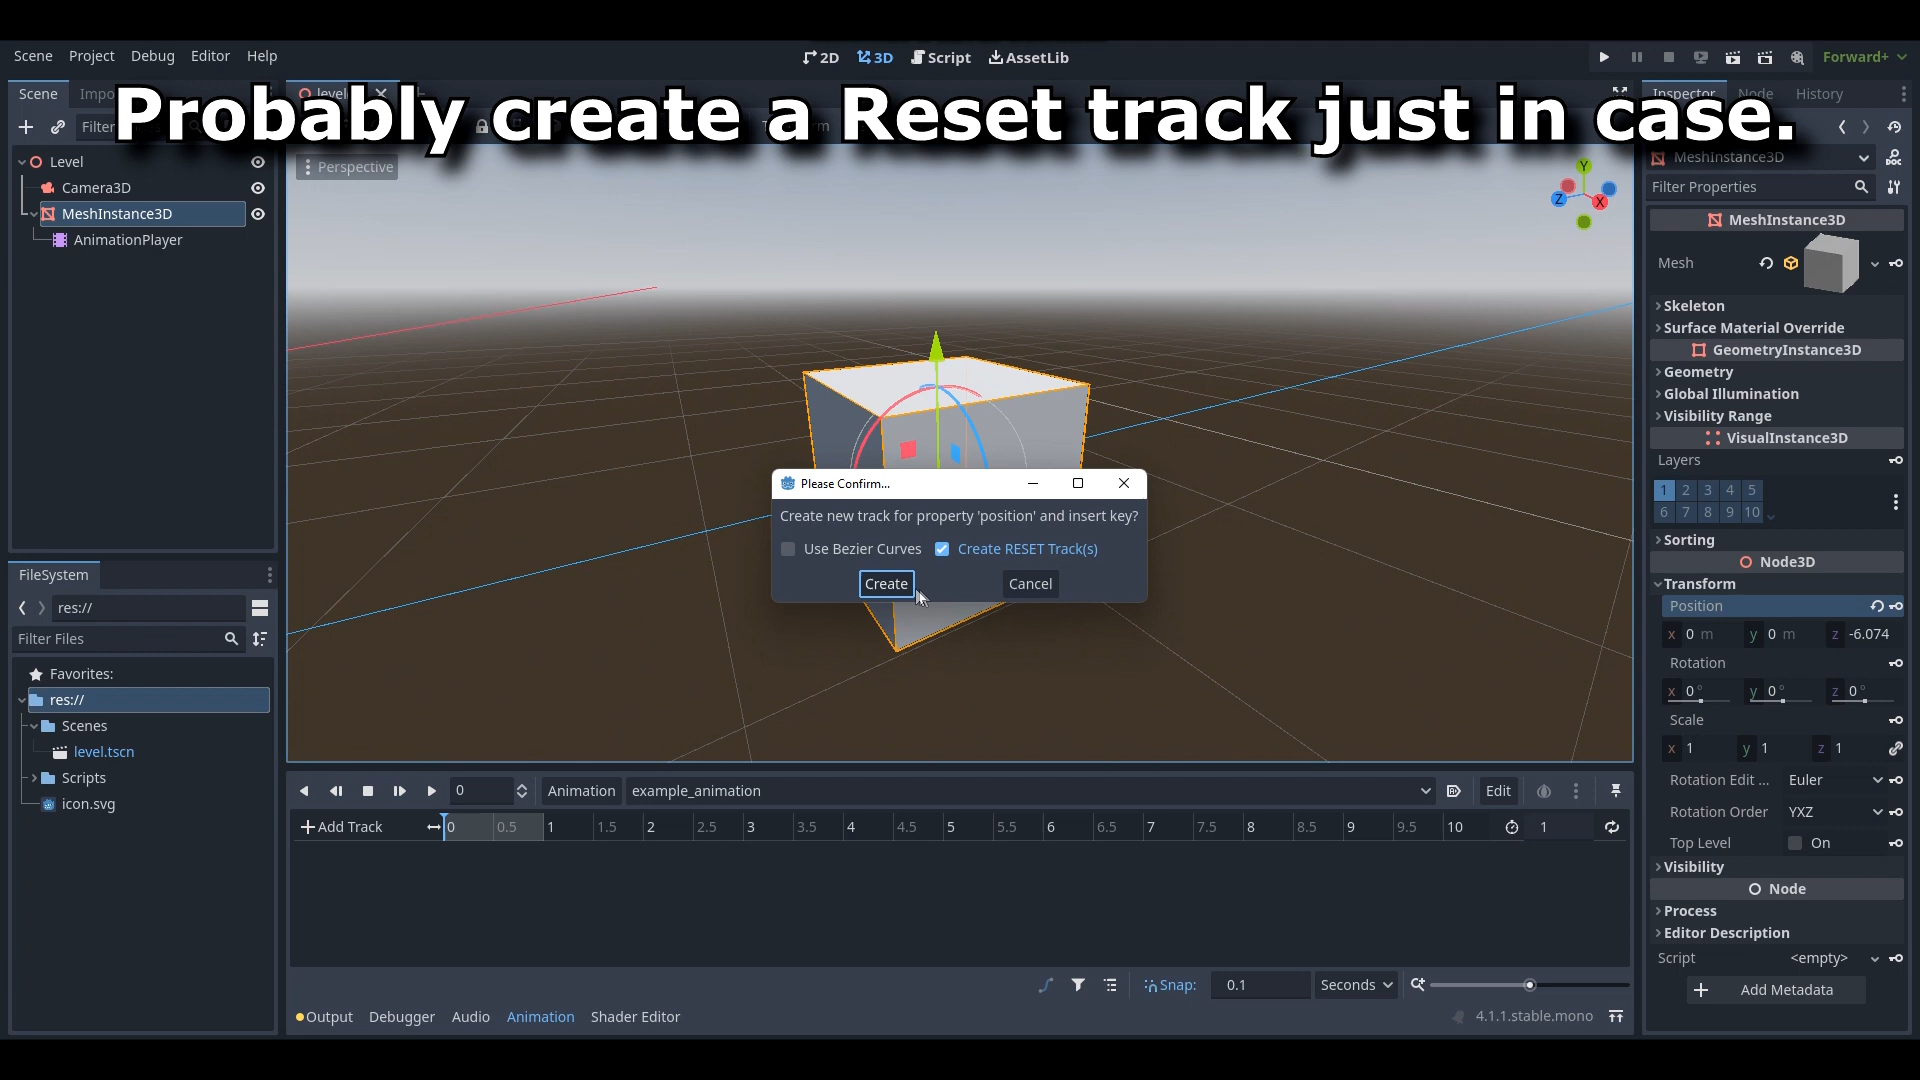 Scene Project Debug Editor Help
2D 3D Script AssetLib
Forward+
Scene Impo
level
Inspector Node History
Probably create a Reset track just in case.
Filter
MeshInstance3D
Perspective
Filter Properties
Level
Camera3D
MeshInstance3D
AnimationPlayer
Y
Z
X
MeshInstance3D
Mesh
Skeleton
Surface Material Override
GeometryInstance3D
Geometry
Global Illumination
Visibility Range
VisualInstance3D
Layers
1 2 3 4 5
6 7 8 9 10
Sorting
Node3D
Transform
Position
x 0 m y 0 m z -6.074
Rotation
x 0 ° y 0 ° z 0 °
Scale
x 1 y 1 z 1
Rotation Edit ... Euler
Rotation Order YXZ
Top Level On
Visibility
Node
Process
Editor Description
Script <empty>
Add Metadata
Please Confirm...
Create new track for property 'position' and insert key?
Use Bezier Curves Create RESET Track(s)
Create Cancel
FileSystem
res://
Filter Files
Favorites:
res://
Scenes
level.tscn
Scripts
icon.svg
0 Animation example_animation Edit
Add Track 0 0.5 1 1.5 2 2.5 3 3.5 4 4.5 5 5.5 6 6.5 7 7.5 8 8.5 9 9.5 10 1
Snap: 0.1 Seconds
Output Debugger Audio Animation Shader Editor
4.1.1.stable.mono